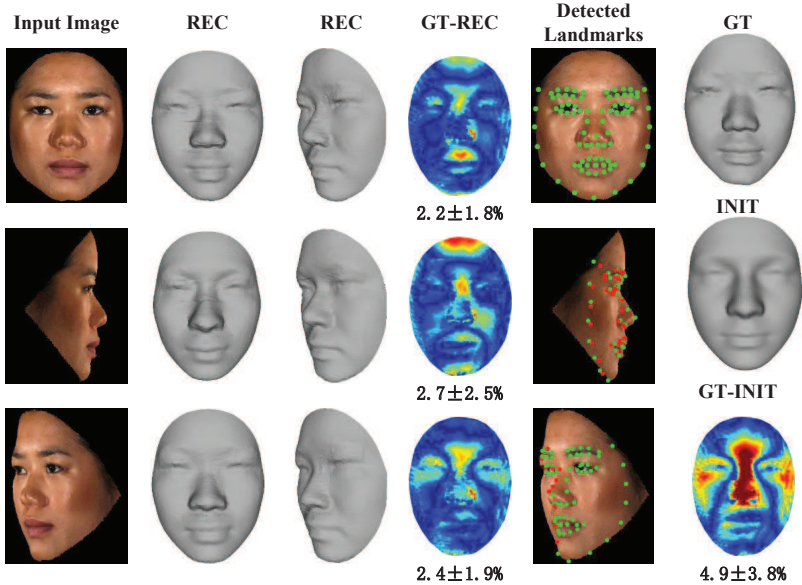 Input Image
REC
REC
GT-REC
Detected
Landmarks
GT
2.2±1.8%
INIT
2.7±2.5%
GT-INIT
2.4±1.9%
4.9±3.8%